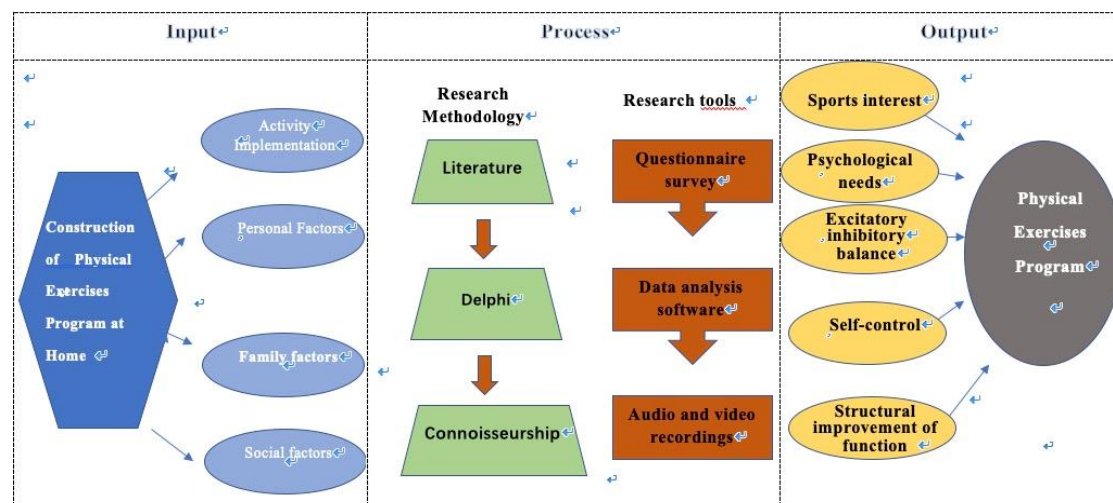 Input
Process
Output
Construction
of Physical
Exercises
Program at
Home
Activity
Implementation
Personal Factors
Family factors
Social factors
Research
Methodology
Literature
Delphi
Connoisseurship
Research tools
Questionnaire
survey
Data analysis
software
Audio and video
recordings
Sports interest
Psychological
needs
Excitatory
inhibitory
balance
Self-control
Structural
improvement of
function
Physical
Exercises
Program